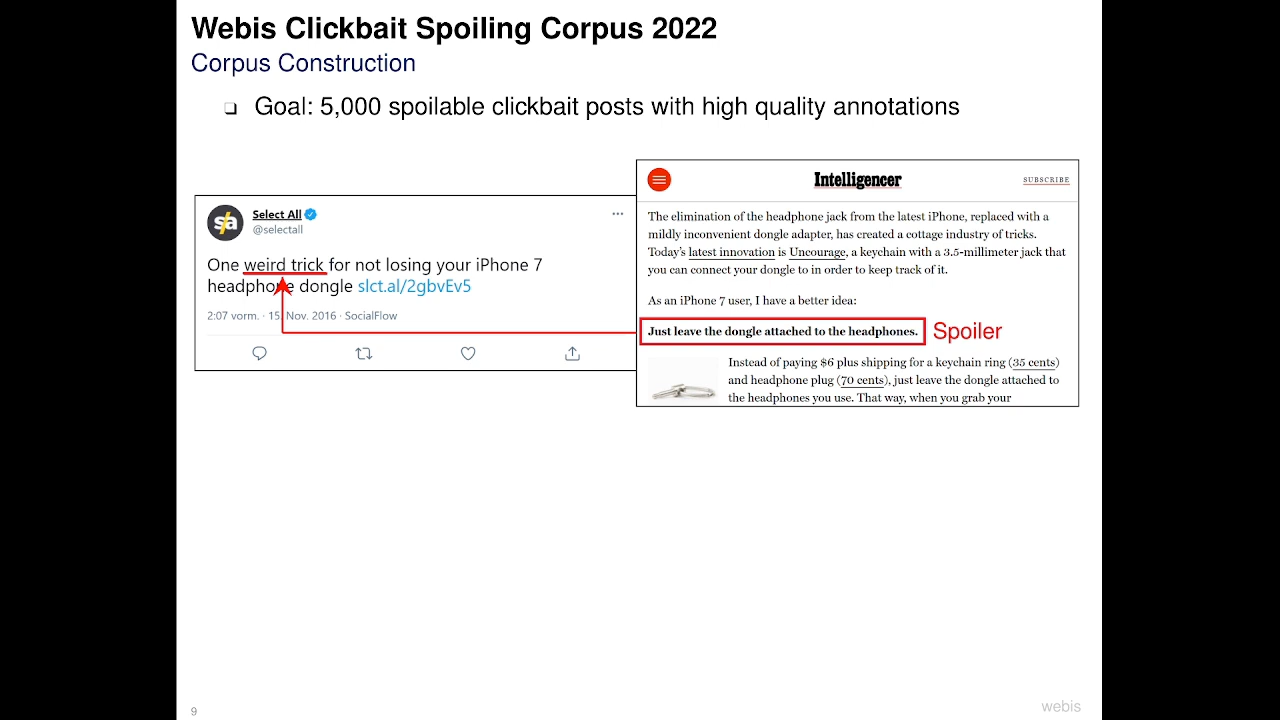 Webis Clickbait Spoiling Corpus 2022
Corpus Construction
❑ Goal: 5,000 spoilable clickbait posts with high quality annotations
s/a
Select All
@selectall
One weird trick for not losing your iPhone 7
headphone dongle slct.al/2gbvEv5
2:07 vorm. · 15. Nov. 2016 · SocialFlow
Intelligencer
SUBSCRIBE
The elimination of the headphone jack from the latest iPhone, replaced with a
mildly inconvenient dongle adapter, has created a cottage industry of tricks.
Today's latest innovation is Uncourage, a keychain with a 3.5-millimeter jack that
you can connect your dongle to in order to keep track of it.
As an iPhone 7 user, I have a better idea:
Just leave the dongle attached to the headphones.
Spoiler
Instead of paying $6 plus shipping for a keychain ring (35 cents)
and headphone plug (70 cents), just leave the dongle attached to
the headphones you use. That way, when you grab your
9
webis